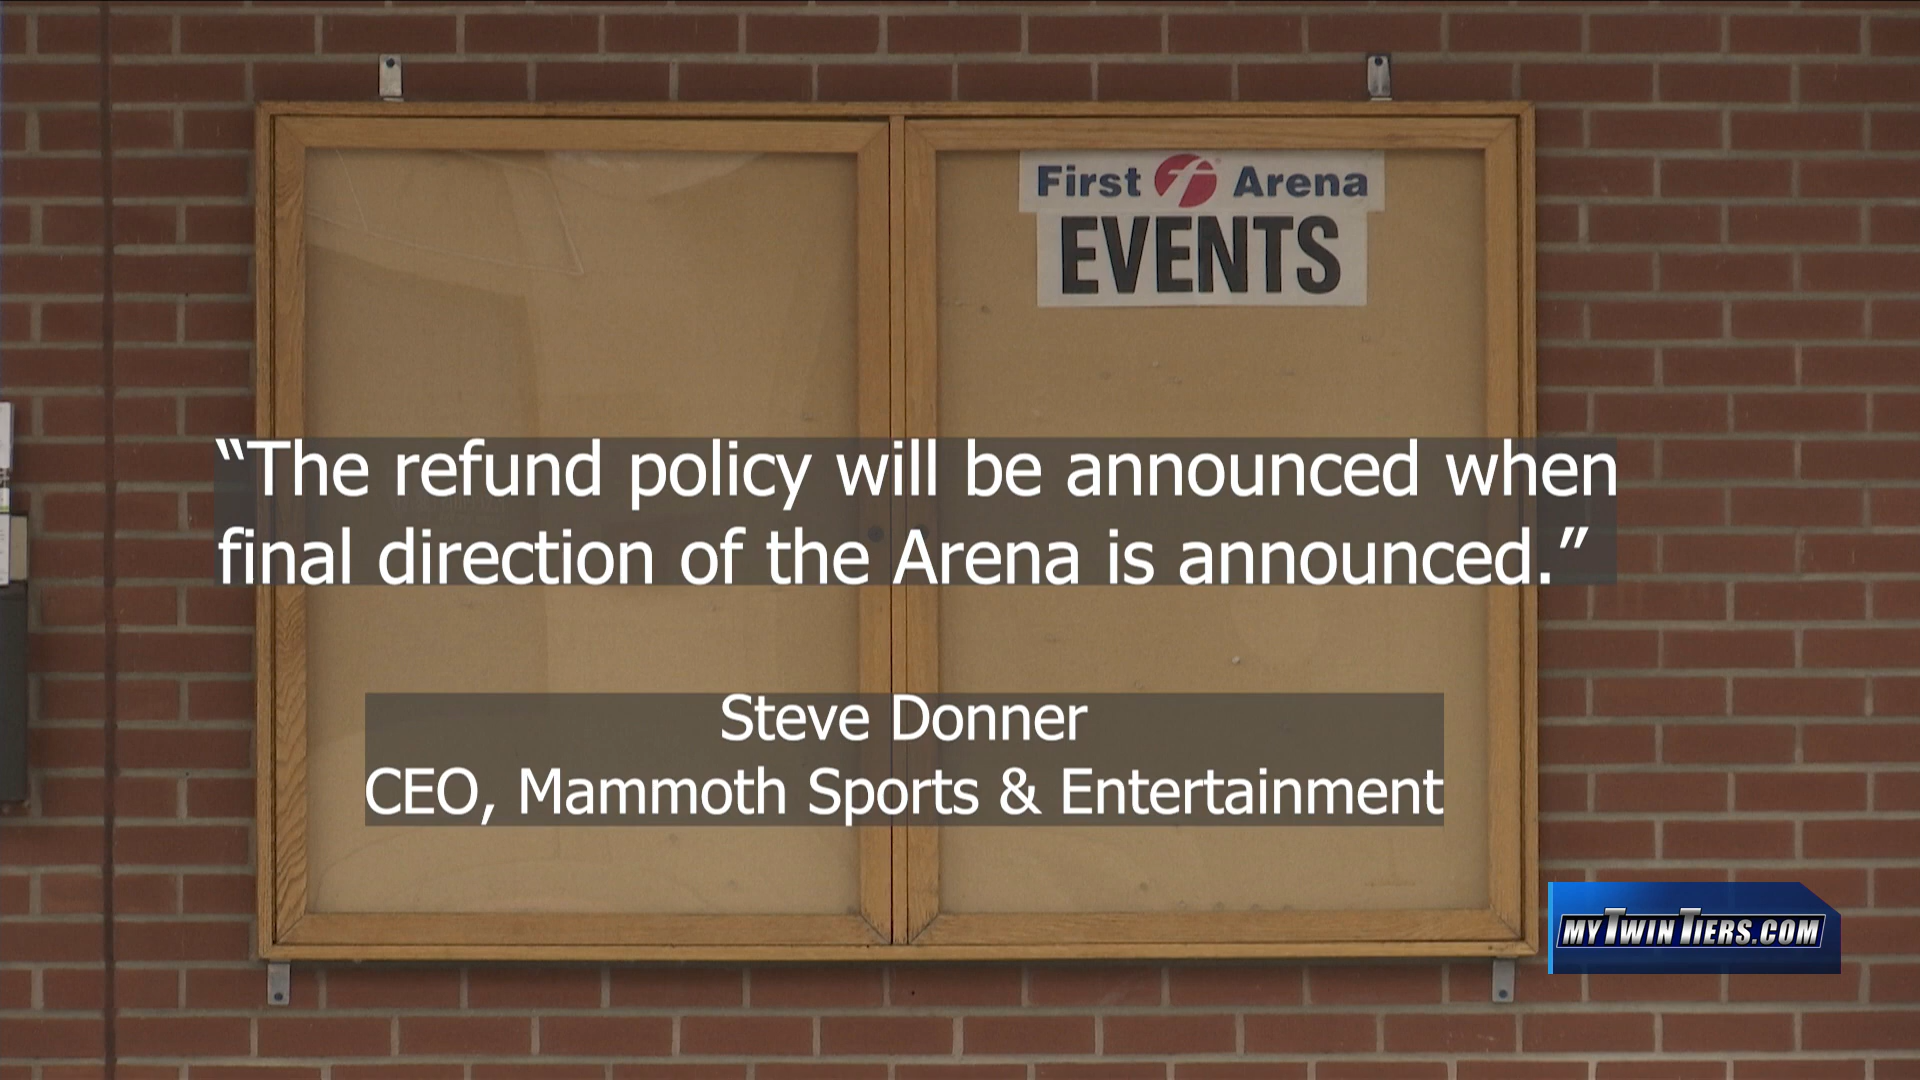 First Arena
EVENTS
“The refund policy will be announced when
final direction of the Arena is announced.”
Steve Donner
CEO, Mammoth Sports & Entertainment
MYTWINTIERS.COM